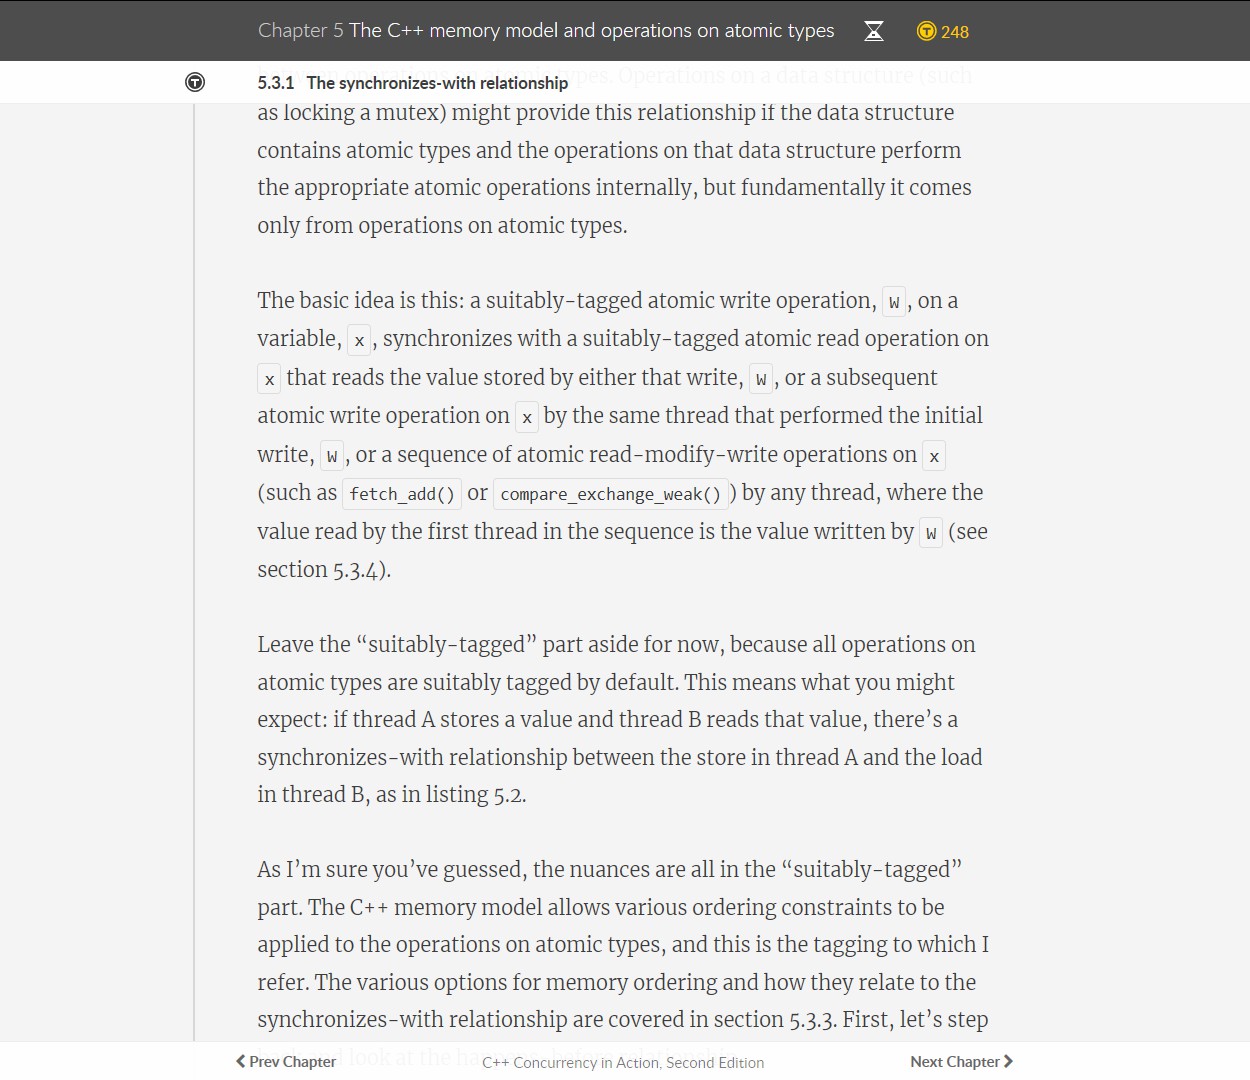 Chapter 5 The C++ memory model and operations on atomic types 248
5.3.1 The synchronizes-with relationship
types. Operations on a data structure (such
as locking a mutex) might provide this relationship if the data structure
contains atomic types and the operations on that data structure perform
the appropriate atomic operations internally, but fundamentally it comes
only from operations on atomic types.
The basic idea is this: a suitably-tagged atomic write operation, W, on a
variable, x, synchronizes with a suitably-tagged atomic read operation on
x that reads the value stored by either that write, W, or a subsequent
atomic write operation on x by the same thread that performed the initial
write, W, or a sequence of atomic read-modify-write operations on x
(such as fetch_add() or compare_exchange_weak()) by any thread, where the
value read by the first thread in the sequence is the value written by W (see
section 5.3.4).
Leave the “suitably-tagged” part aside for now, because all operations on
atomic types are suitably tagged by default. This means what you might
expect: if thread A stores a value and thread B reads that value, there’s a
synchronizes-with relationship between the store in thread A and the load
in thread B, as in listing 5.2.
As I’m sure you’ve guessed, the nuances are all in the “suitably-tagged”
part. The C++ memory model allows various ordering constraints to be
applied to the operations on atomic types, and this is the tagging to which I
refer. The various options for memory ordering and how they relate to the
synchronizes-with relationship are covered in section 5.3.3. First, let’s step
look at the
Prev Chapter C++ Concurrency in Action, Second Edition Next Chapter